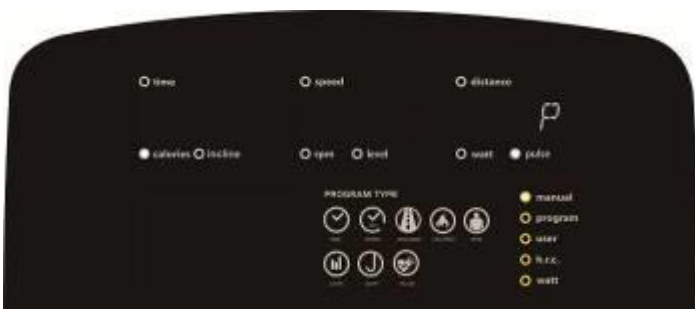 time speed distance
P
calories incline rpm level watt pulse
PROGRAM TYPE
manual
program
user
h.r.c.
watt